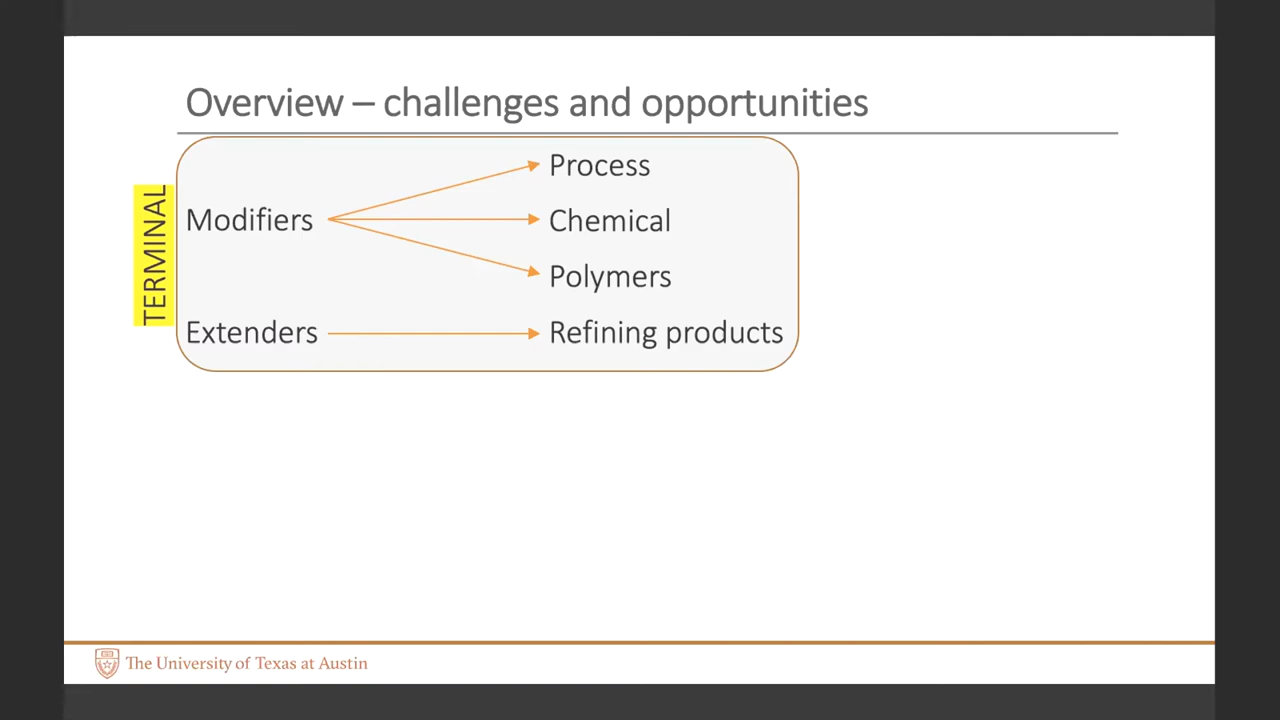 Overview – challenges and opportunities
TERMINAL
Modifiers
Process
Chemical
Polymers
Extenders
Refining products
The University of Texas at Austin